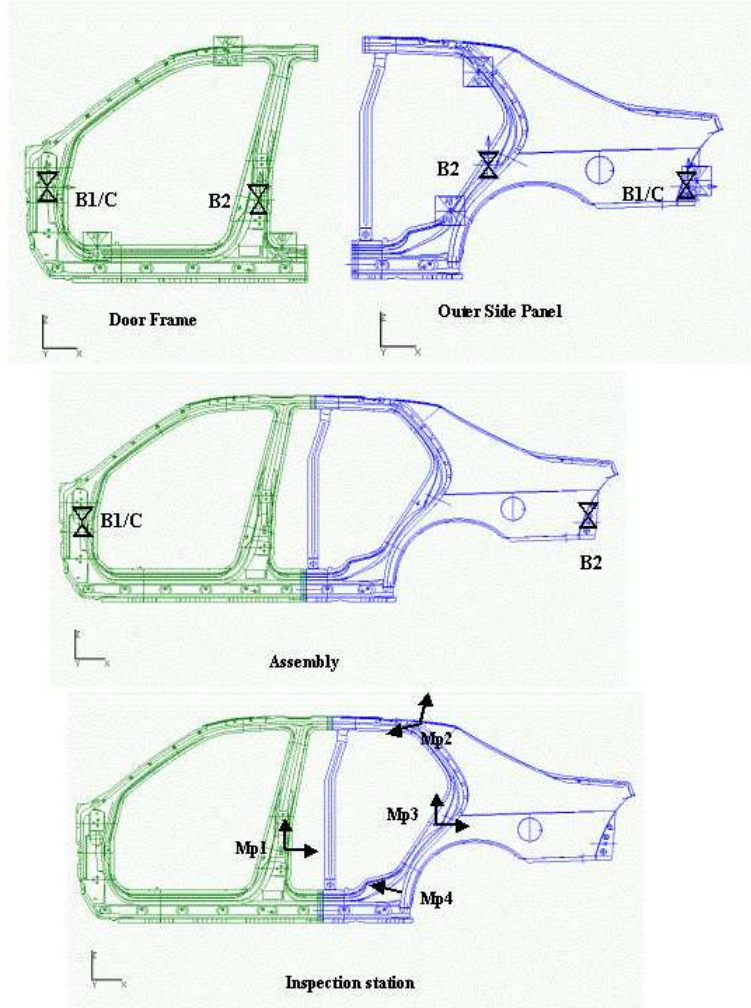 B1/C
B2
B2
B1/C
Door Frame
Outer Side Panel
Z
Y X
Z
Y X
B1/C
B2
Z
Y X
Assembly
Mp2
Mp3
Mp1
Mp4
Z
Y X
Inspection station